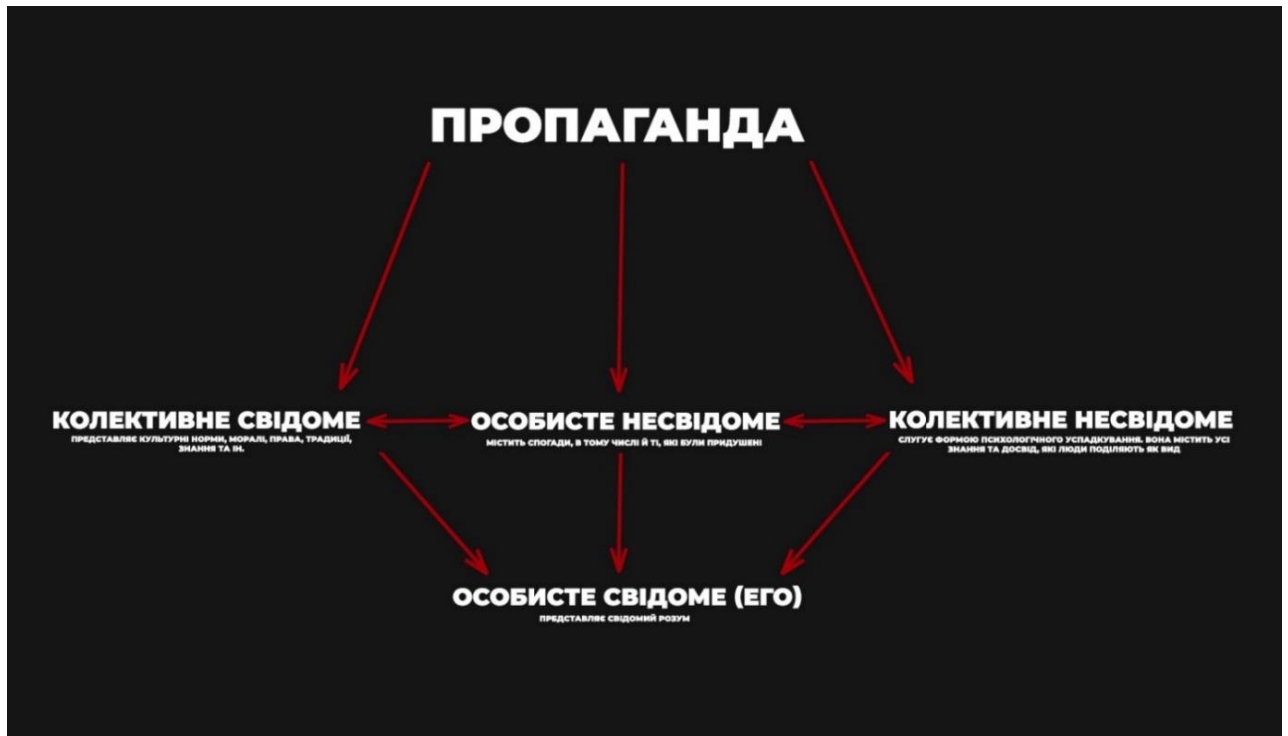 ПРОПАГАНДА
КОЛЕКТИВНЕ СВІДОМЕ
ПРЕДСТАВЛЯЄ КУЛЬТУРНІ НОРМИ, МОРАЛІ, ПРАВА, ТРАДИЦІЇ,
ЗНАННЯ ТА ІН.
ОСОБИСТЕ НЕСВІДОМЕ
МІСТИТЬ СПОГАДИ, В ТОМУ ЧИСЛІ Й ТІ, ЯКІ БУЛИ ПРИДУШЕНІ
КОЛЕКТИВНЕ НЕСВІДОМЕ
СЛУГУЄ ФОРМОЮ ПСИХОЛОГІЧНОГО УСПАДКУВАННЯ. ВОНА МІСТИТЬ УСІ
ЗНАННЯ ТА ДОСВІД, ЯКІ ЛЮДИ ПОДІЛЯЮТЬ ЯК ВИД
ОСОБИСТЕ СВІДОМЕ (ЕГО)
ПРЕДСТАВЛЯЄ СВІДОМИЙ РОЗУМ